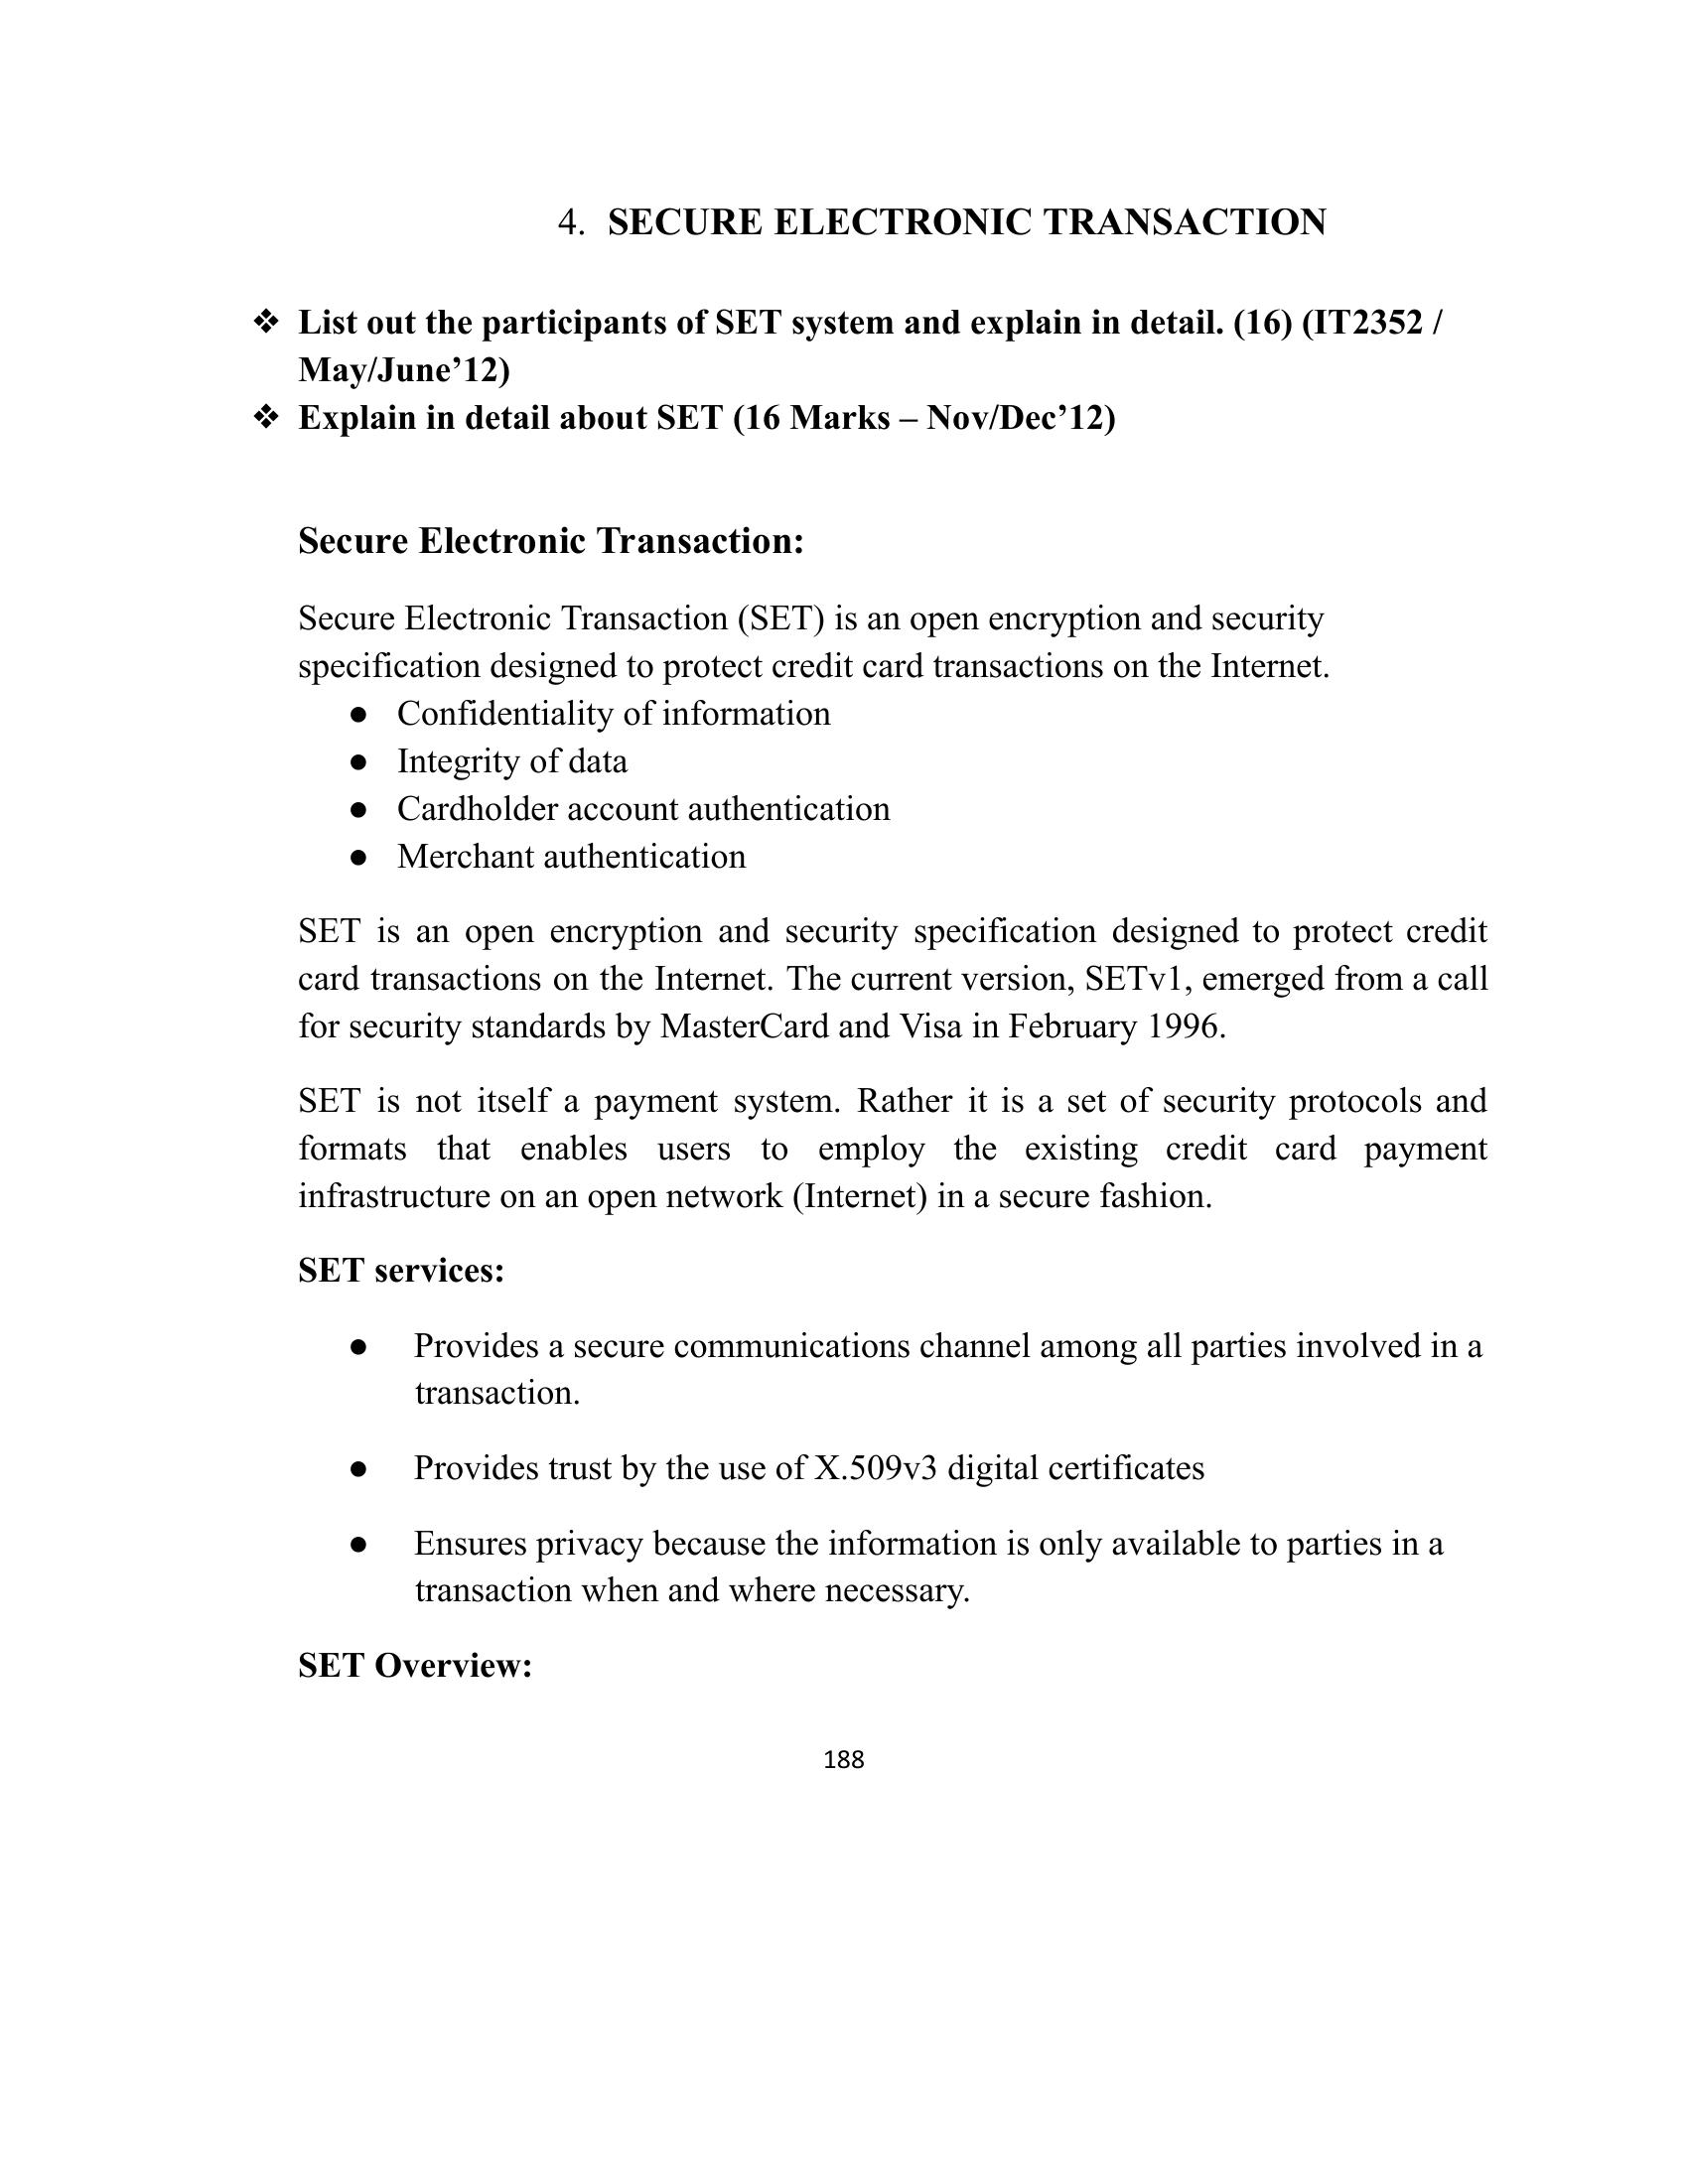 4. SECURE ELECTRONIC TRANSACTION
❖ List out the participants of SET system and explain in detail. (16) (IT2352 /
May/June’12)
❖ Explain in detail about SET (16 Marks – Nov/Dec’12)
Secure Electronic Transaction:
Secure Electronic Transaction (SET) is an open encryption and security
specification designed to protect credit card transactions on the Internet.
● Confidentiality of information
● Integrity of data
● Cardholder account authentication
● Merchant authentication
SET is an open encryption and security specification designed to protect credit
card transactions on the Internet. The current version, SETv1, emerged from a call
for security standards by MasterCard and Visa in February 1996.
SET is not itself a payment system. Rather it is a set of security protocols and
formats that enables users to employ the existing credit card payment
infrastructure on an open network (Internet) in a secure fashion.
SET services:
● Provides a secure communications channel among all parties involved in a
transaction.
● Provides trust by the use of X.509v3 digital certificates
● Ensures privacy because the information is only available to parties in a
transaction when and where necessary.
SET Overview:
188